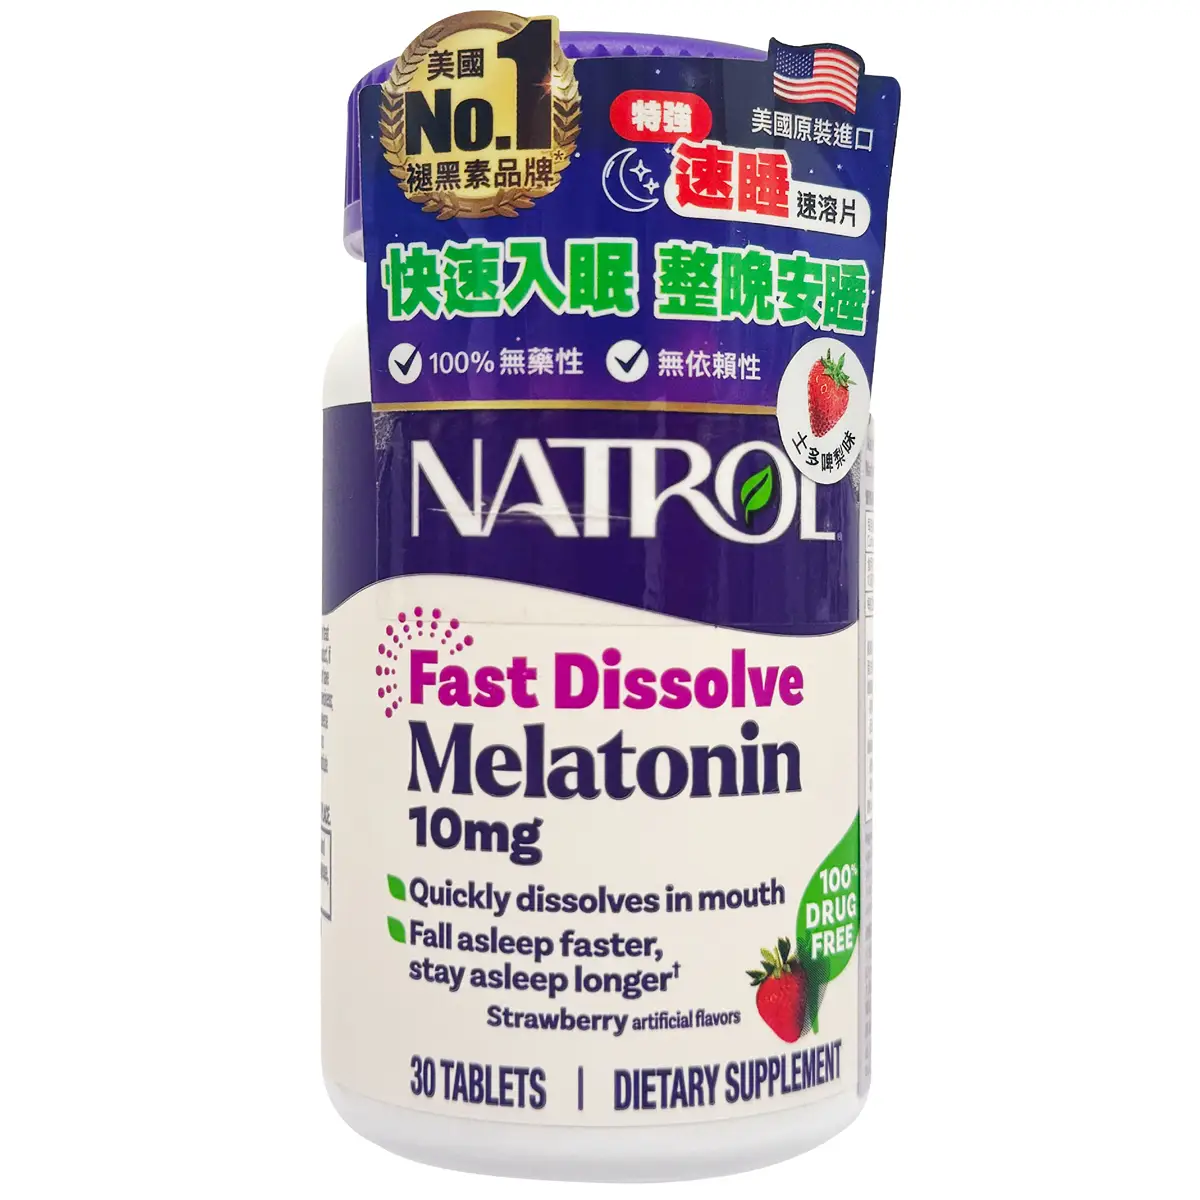 美國
No.1
褪黑素品牌*
美國原裝進口
特強
速睡 速溶片
快速入眠 整晚安睡
100% 無藥性 無依賴性
士多啤梨味
NATROL
Fast Dissolve
Melatonin
10mg
Quickly dissolves in mouth
Fall asleep faster,
stay asleep longer†
100%
DRUG
FREE
Strawberry artificial flavors
30 TABLETS | DIETARY SUPPLEMENT